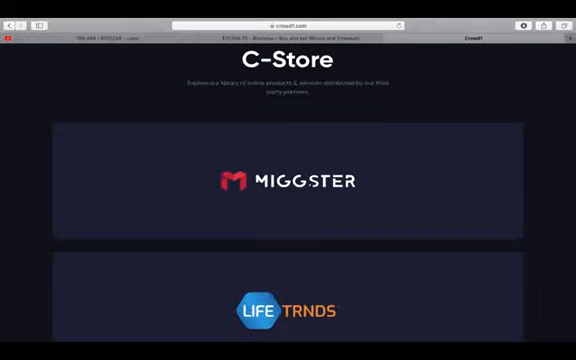 crowd1.com
Crowd1
C-Store
Explore our library of online products & services distributed by our third
party partners
MIGGSTER
LIFE TRNDS